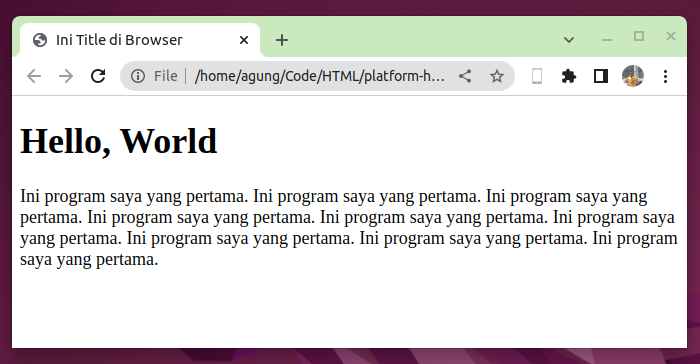 Ini Title di Browser
File
/home/agung/Code/HTML/platform-h...
Hello, World
Ini program saya yang pertama. Ini program saya yang pertama. Ini program saya yang
pertama. Ini program saya yang pertama. Ini program saya yang pertama. Ini program saya
yang pertama. Ini program saya yang pertama. Ini program saya yang pertama. Ini program
saya yang pertama.